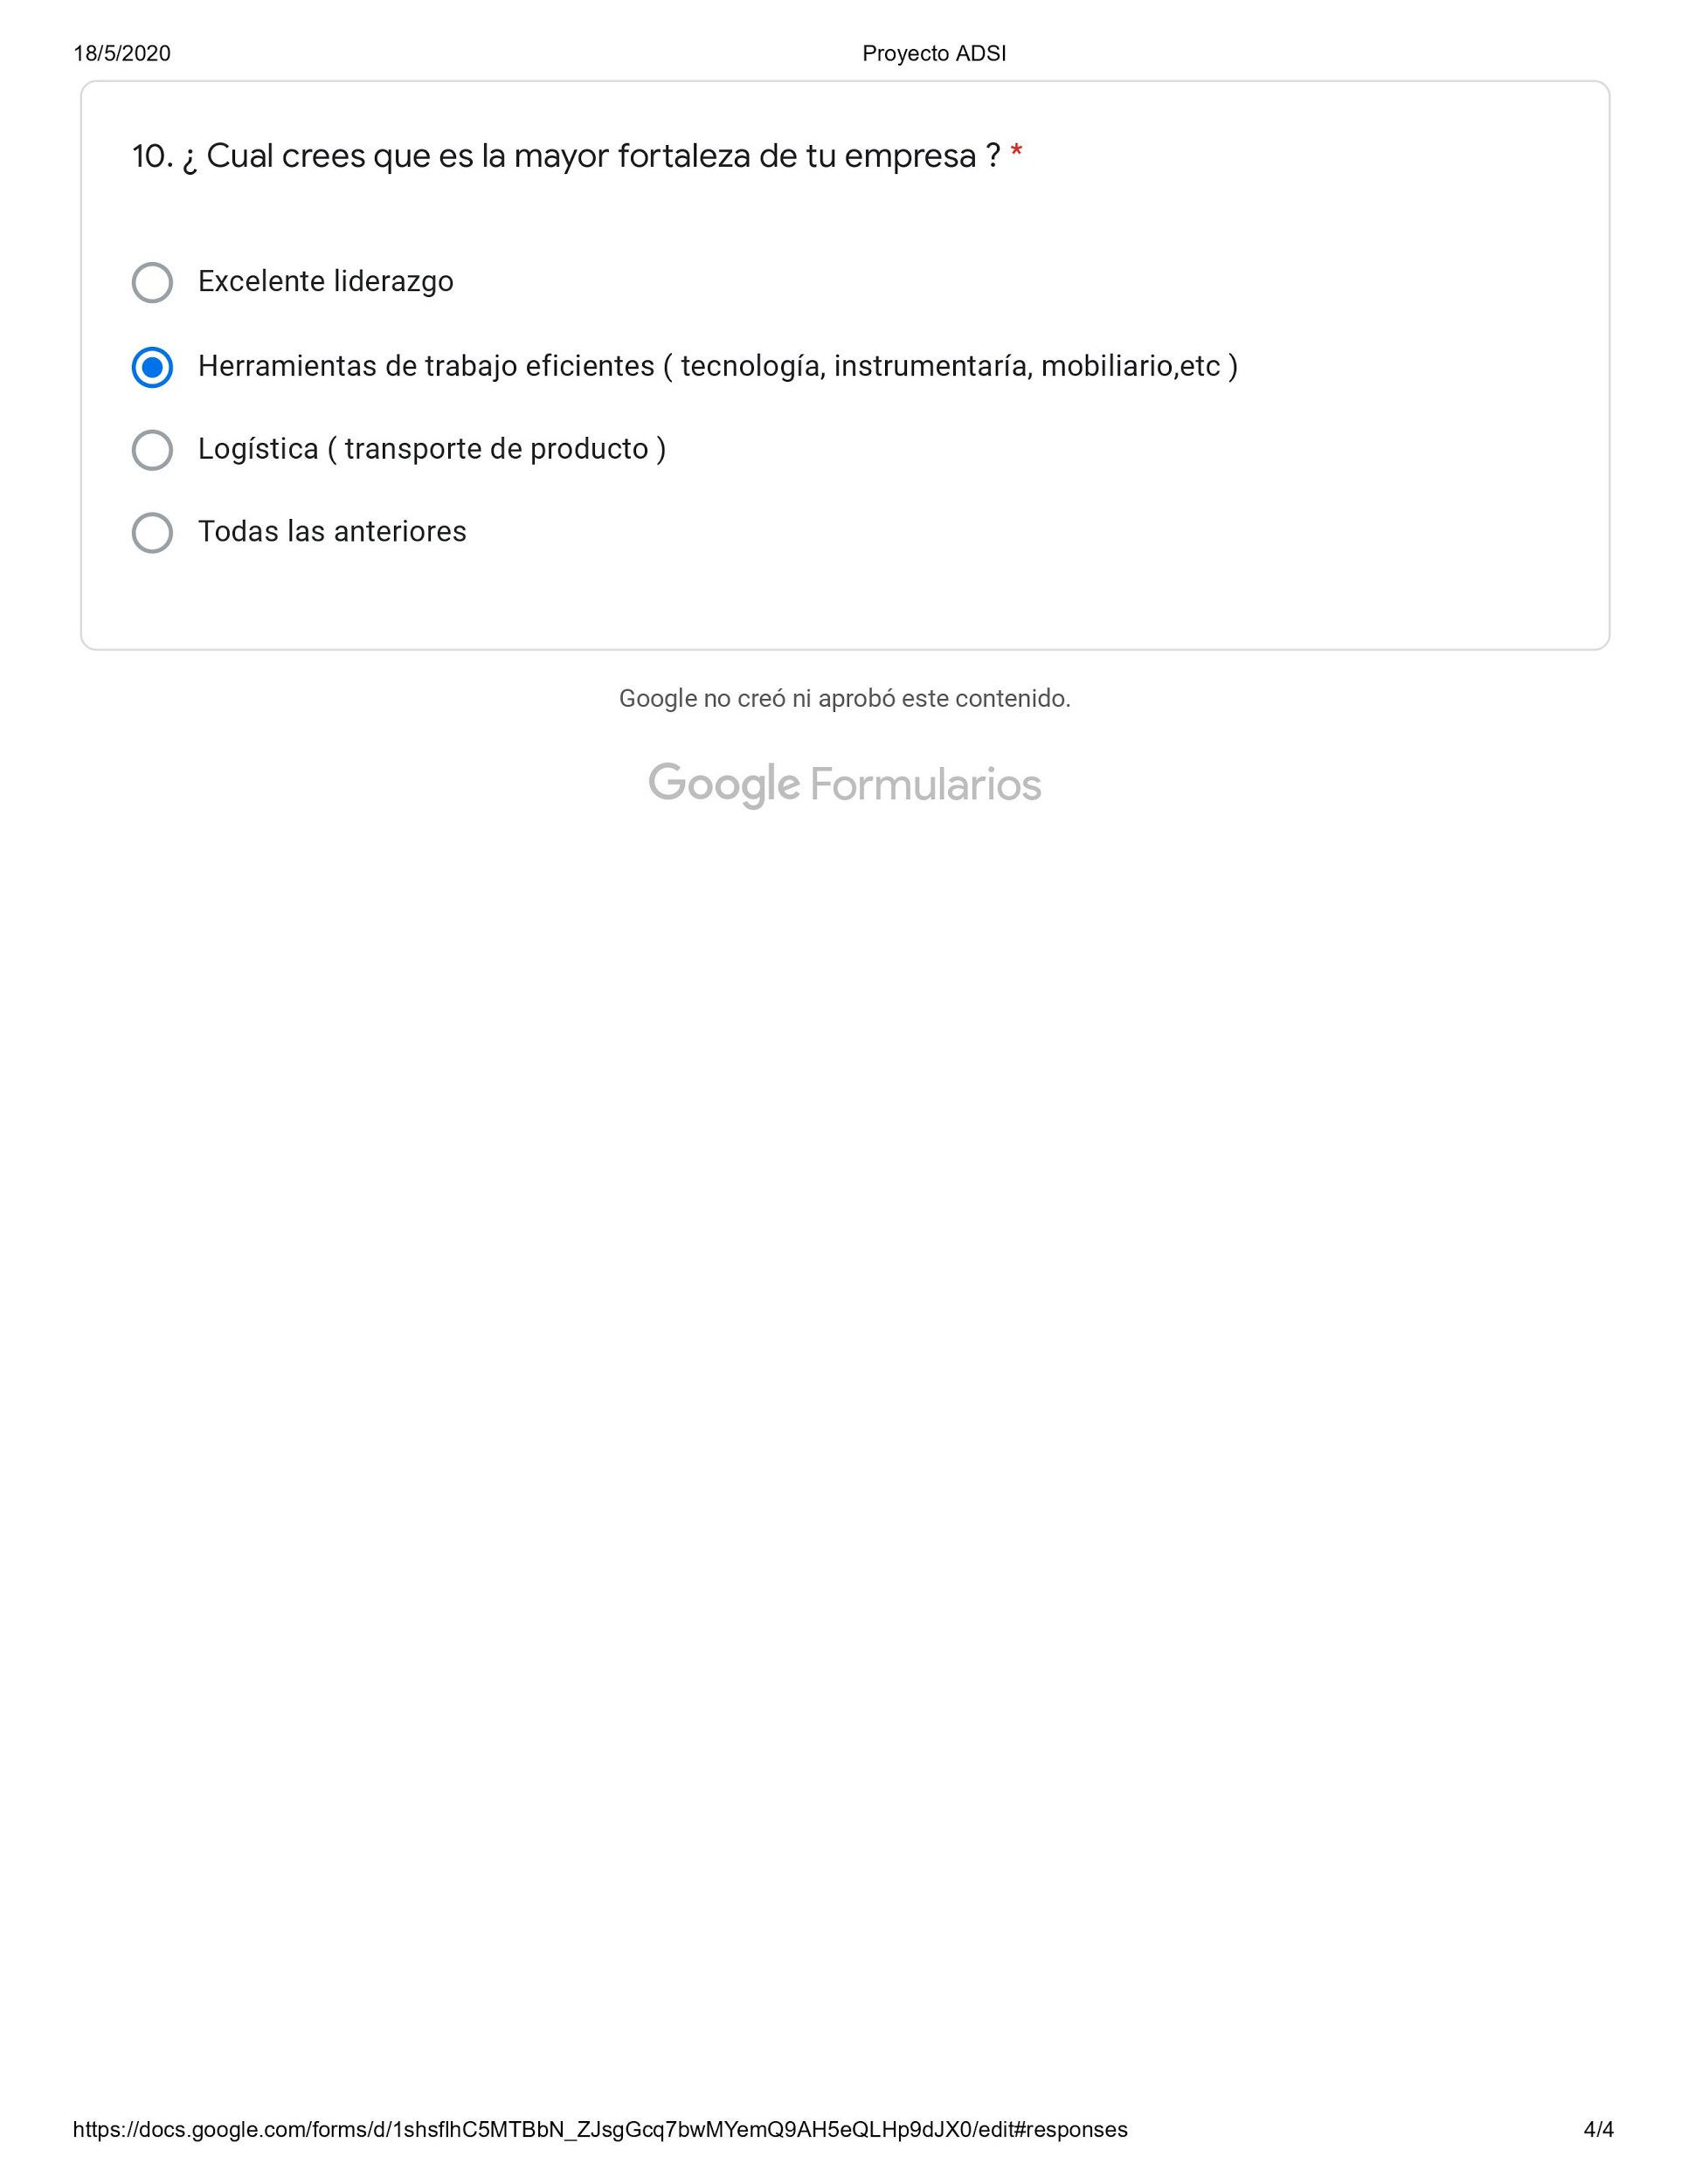 18/5/2020 Proyecto ADSI
10. ¿ Cual crees que es la mayor fortaleza de tu empresa ? *
Excelente liderazgo
Herramientas de trabajo eficientes ( tecnología, instrumentaría, mobiliario,etc )
Logística ( transporte de producto )
Todas las anteriores
Google no creó ni aprobó este contenido.
Google Formularios
https://docs.google.com/forms/d/1shsflhC5MTBbN_ZJsgGcq7bwMYemQ9AH5eQLHp9dJX0/edit#responses 4/4